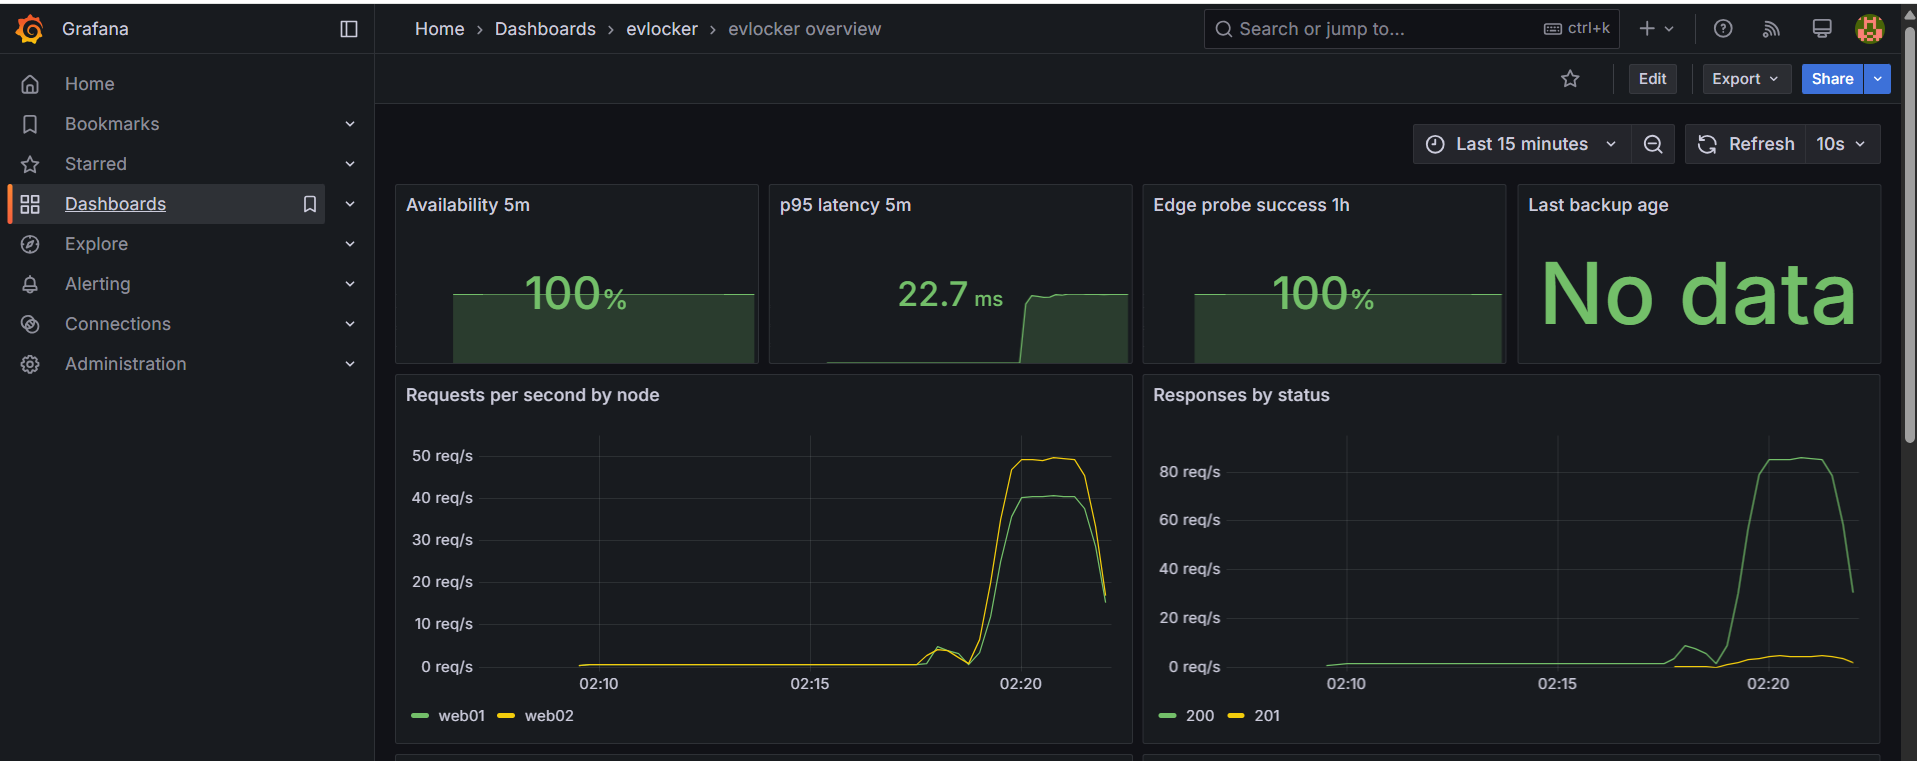 Grafana
Home › Dashboards › evlocker › evlocker overview
Search or jump to... ctrl+k
Home
Bookmarks
Starred
Dashboards
Explore
Alerting
Connections
Administration
Edit
Export
Share
Last 15 minutes
Refresh
10s
Availability 5m
100%
p95 latency 5m
22.7 ms
Edge probe success 1h
100%
Last backup age
No data
Requests per second by node
50 req/s
40 req/s
30 req/s
20 req/s
10 req/s
0 req/s
02:10 02:15 02:20
web01 web02
Responses by status
80 req/s
60 req/s
40 req/s
20 req/s
0 req/s
02:10 02:15 02:20
200 201